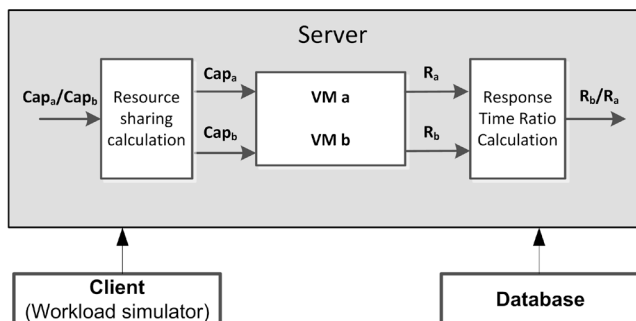 Server
Cap_a/Cap_b
Resource
sharing
calculation
Cap_a
Cap_b
VM a
VM b
R_a
R_b
Response
Time Ratio
Calculation
R_b/R_a
Client
(Workload simulator)
Database